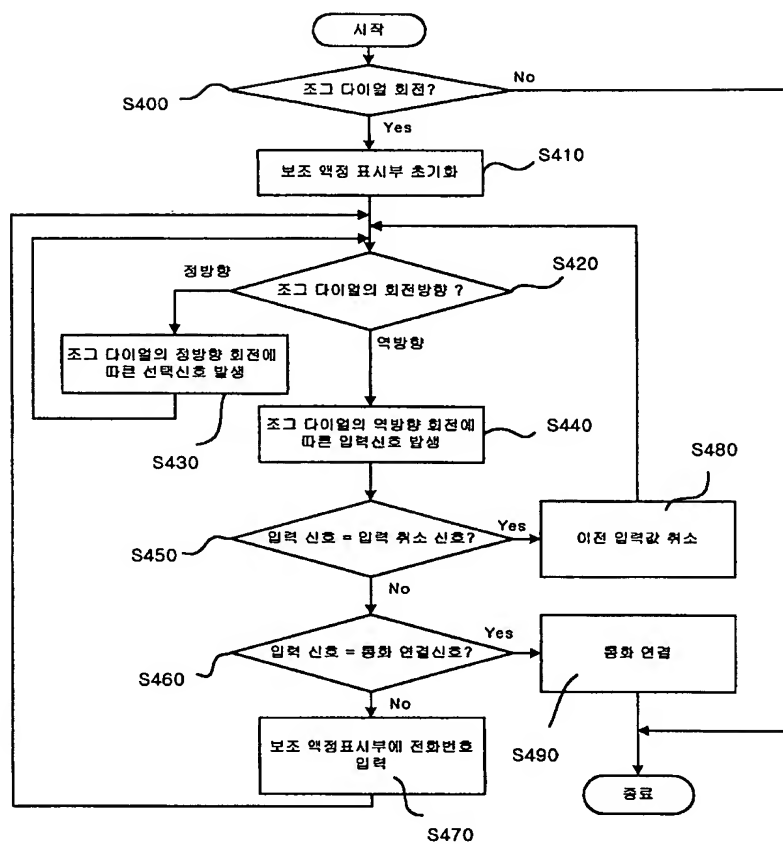 시작
조그 다이얼 회전?
No
S400
Yes
보조 액정 표시부 초기화
S410
정방향
조그 다이얼의 회전방향 ?
S420
역방향
조그 다이얼의 정방향 회전에
따른 선택신호 발생
S430
조그 다이얼의 역방향 회전에
따른 입력신호 발생
S440
S480
입력 신호 = 입력 취소 신호?
Yes
이전 입력값 취소
S450
No
입력 신호 = 통화 연결신호?
Yes
통화 연결
S460
No
보조 액정표시부에 전화번호
입력
S490
종료
S470